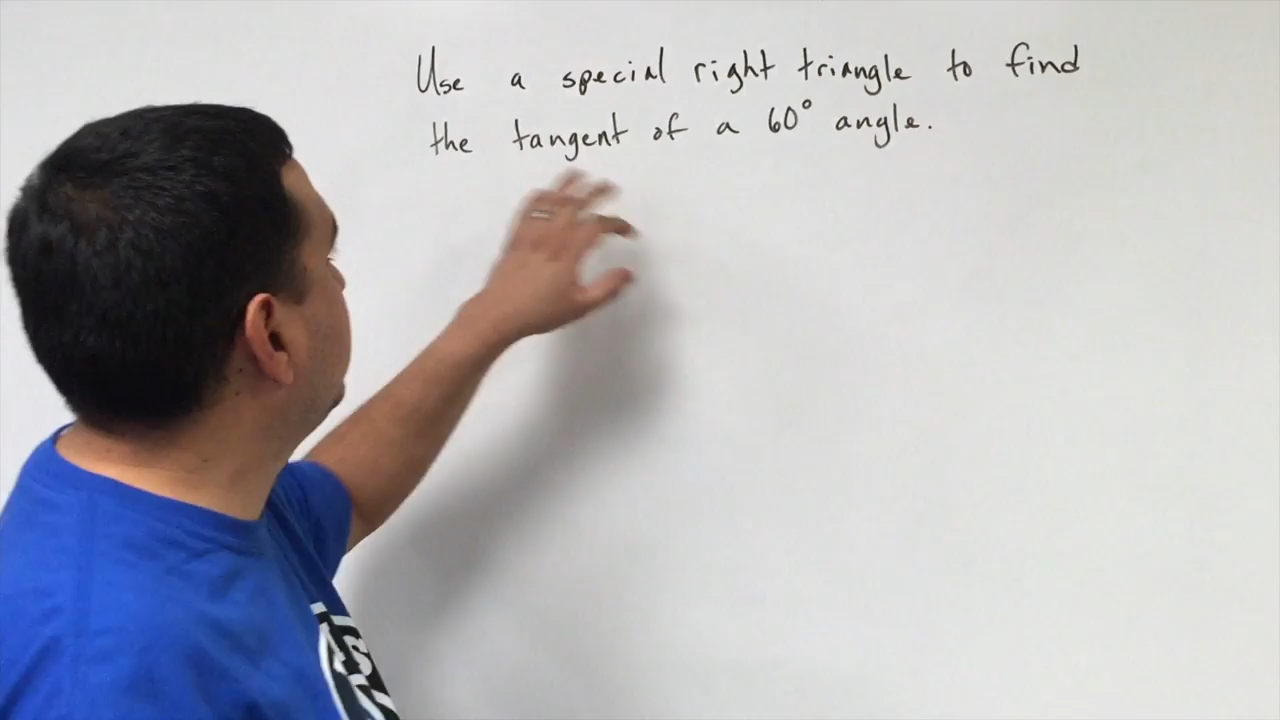 Use a special right triangle to find
the tangent of a 60° angle.